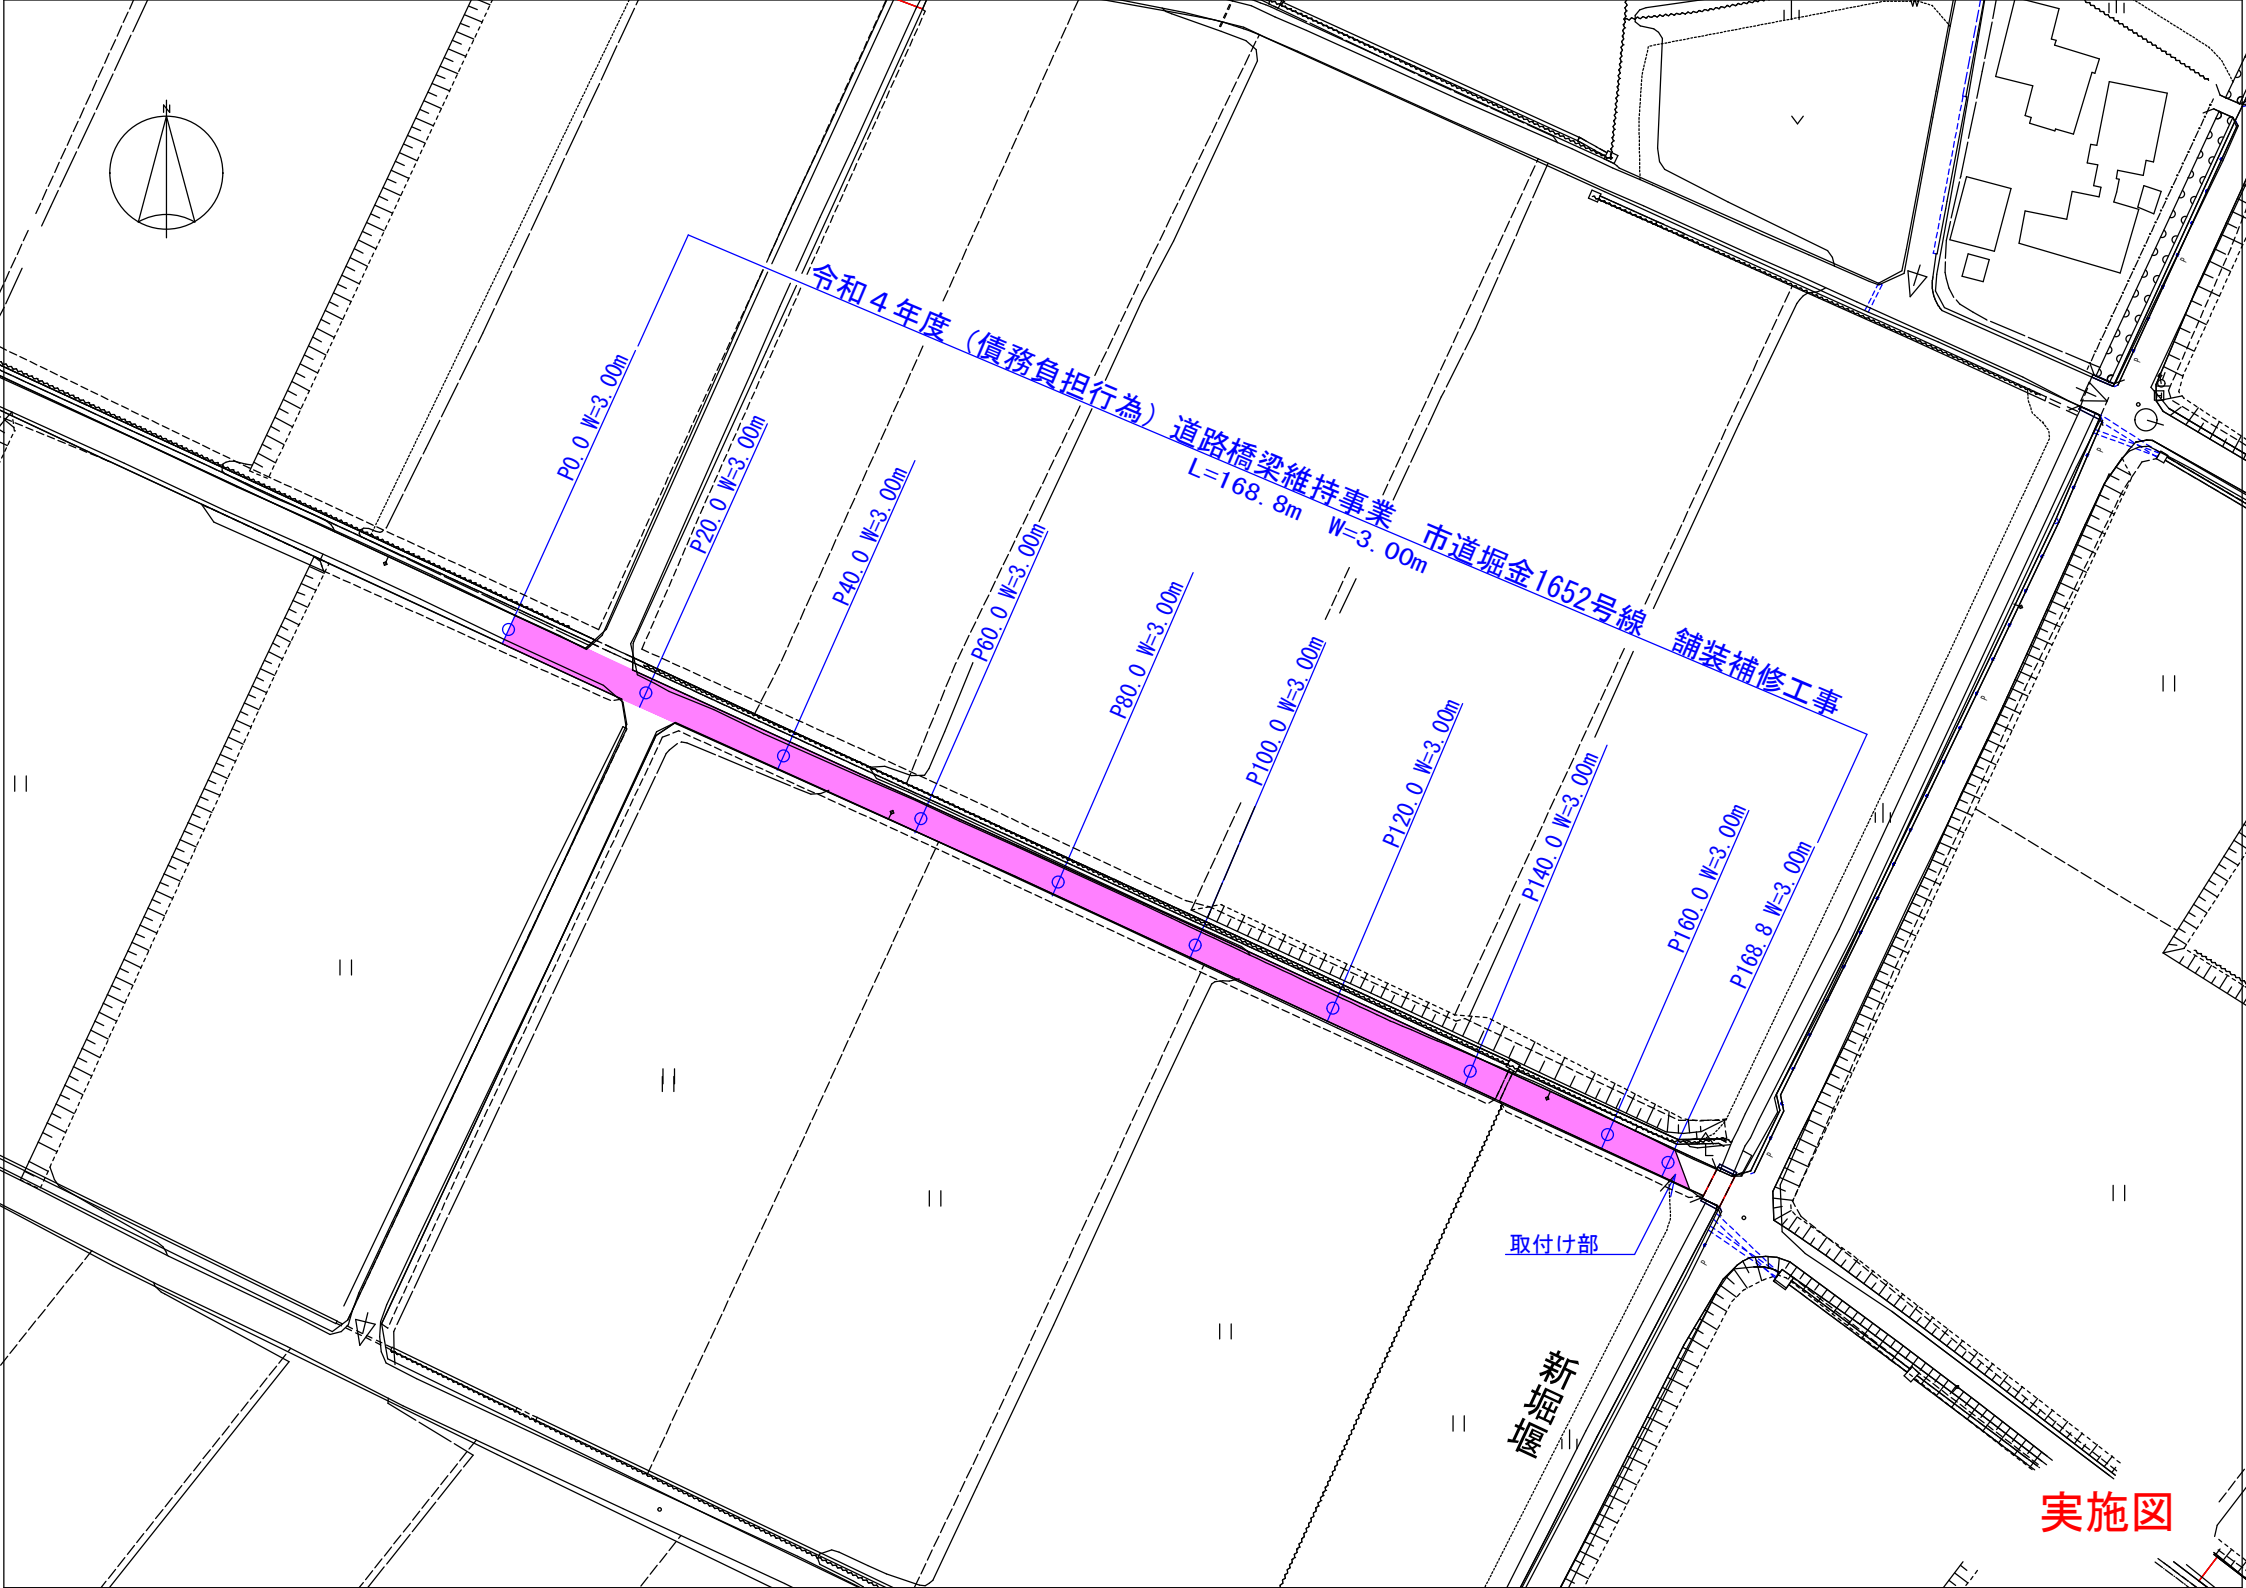 N
令和４年度（債務負担行為）道路橋梁維持事業　市道堀金1652号線　舗装補修工事
L=168.8m　W=3.00m
P0.0 W=3.00m
P20.0 W=3.00m
P40.0 W=3.00m
P60.0 W=3.00m
P80.0 W=3.00m
P100.0 W=3.00m
P120.0 W=3.00m
P140.0 W=3.00m
P160.0 W=3.00m
P168.8 W=3.00m
取付け部
新堀堰
実施図